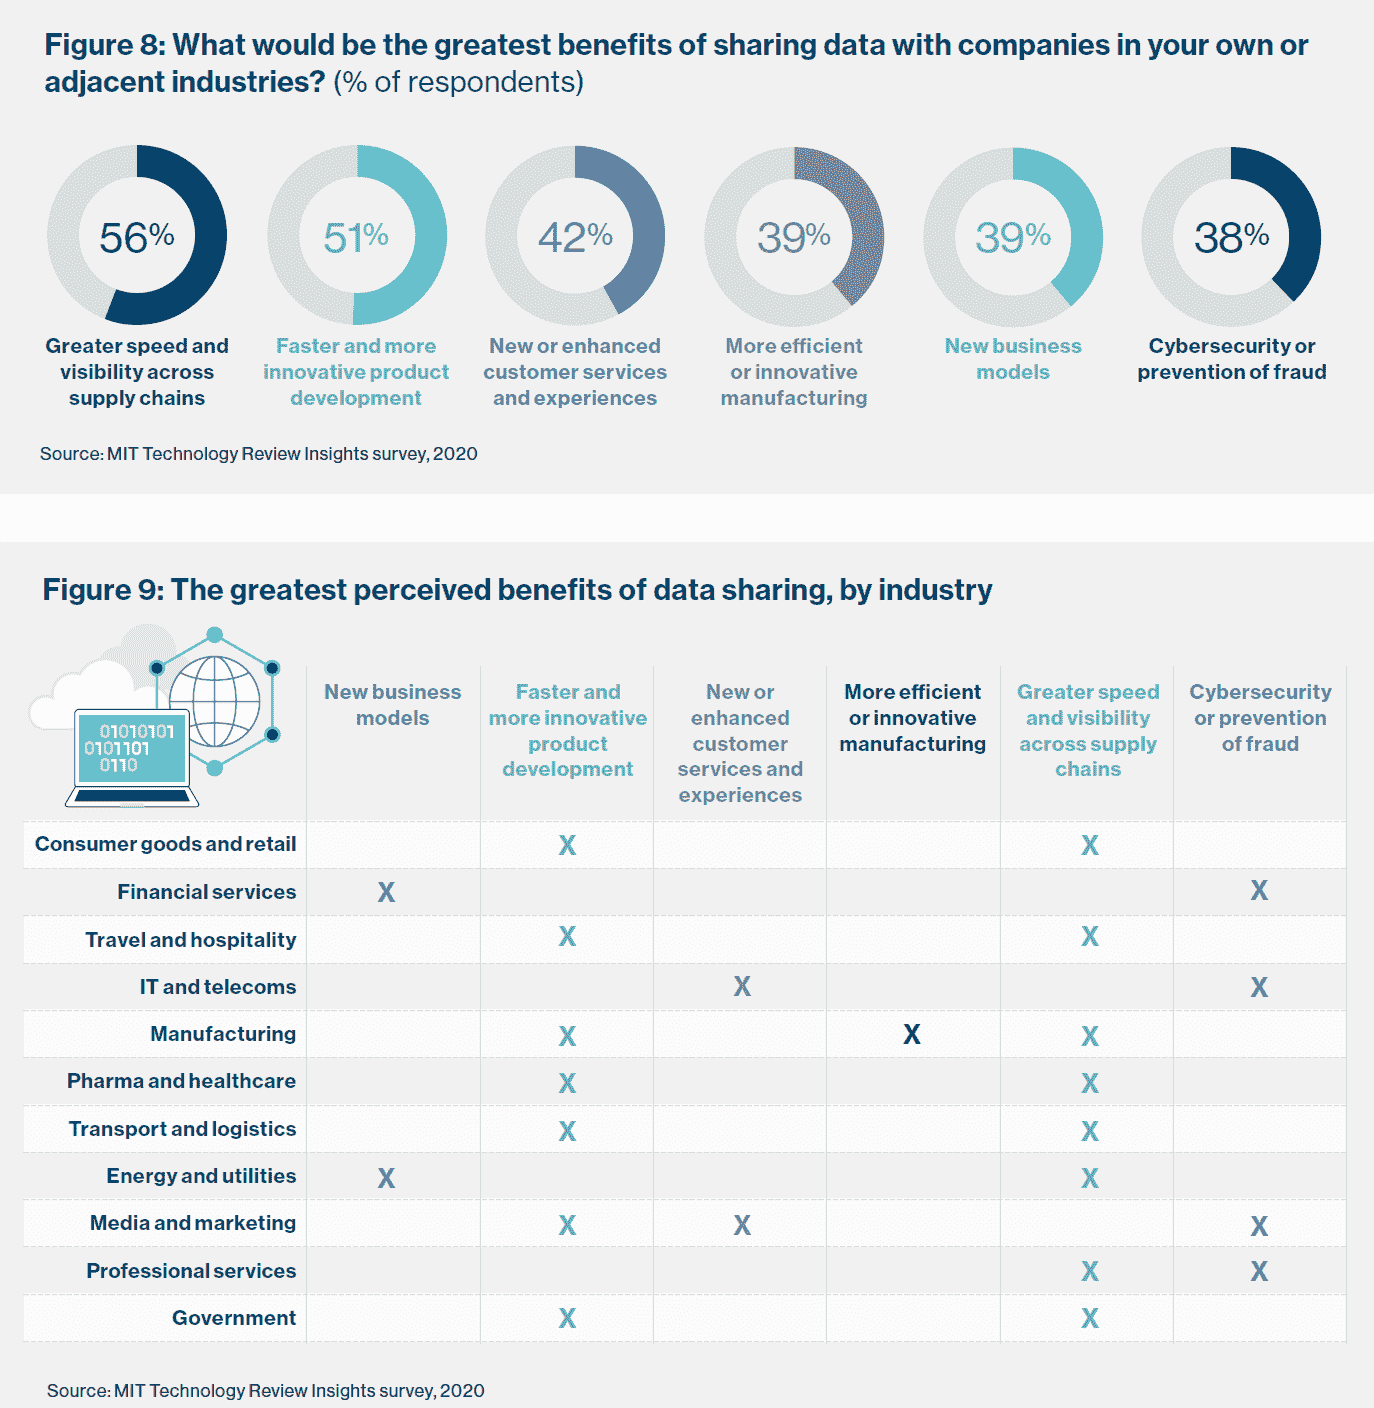 Figure 8: What would be the greatest benefits of sharing data with companies in your own or
adjacent industries? (% of respondents)
56%
51%
42%
39%
39%
38%
Greater speed and
visibility across
supply chains
Faster and more
innovative product
development
New or enhanced
customer services
and experiences
More efficient
or innovative
manufacturing
New business
models
Cybersecurity or
prevention of fraud
Source: MIT Technology Review Insights survey, 2020
Figure 9: The greatest perceived benefits of data sharing, by industry
01010101
0101101
0110
New business
models
Faster and
more innovative
product
development
New or
enhanced
customer
services and
experiences
More efficient
or innovative
manufacturing
Greater speed
and visibility
across supply
chains
Cybersecurity
or prevention
of fraud
Consumer goods and retail X X
Financial services X X
Travel and hospitality X X
IT and telecoms X X
Manufacturing X X X
Pharma and healthcare X X
Transport and logistics X X
Energy and utilities X X
Media and marketing X X X
Professional services X X
Government X X
Source: MIT Technology Review Insights survey, 2020